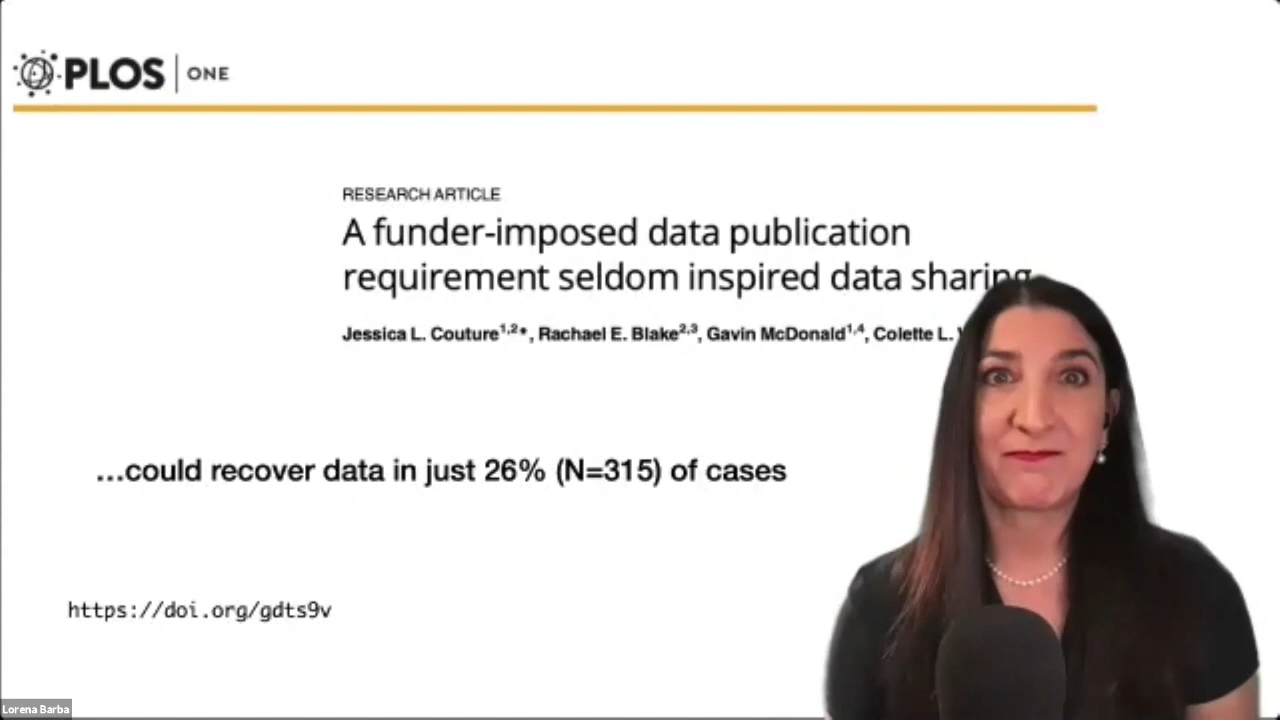 PLOS | ONE
RESEARCH ARTICLE
A funder-imposed data publication
requirement seldom inspired data sharing
Jessica L. Couture1,2*, Rachael E. Blake2,3, Gavin McDonald1,4, Colette L.
...could recover data in just 26% (N=315) of cases
https://doi.org/gdts9v
Lorena Barba